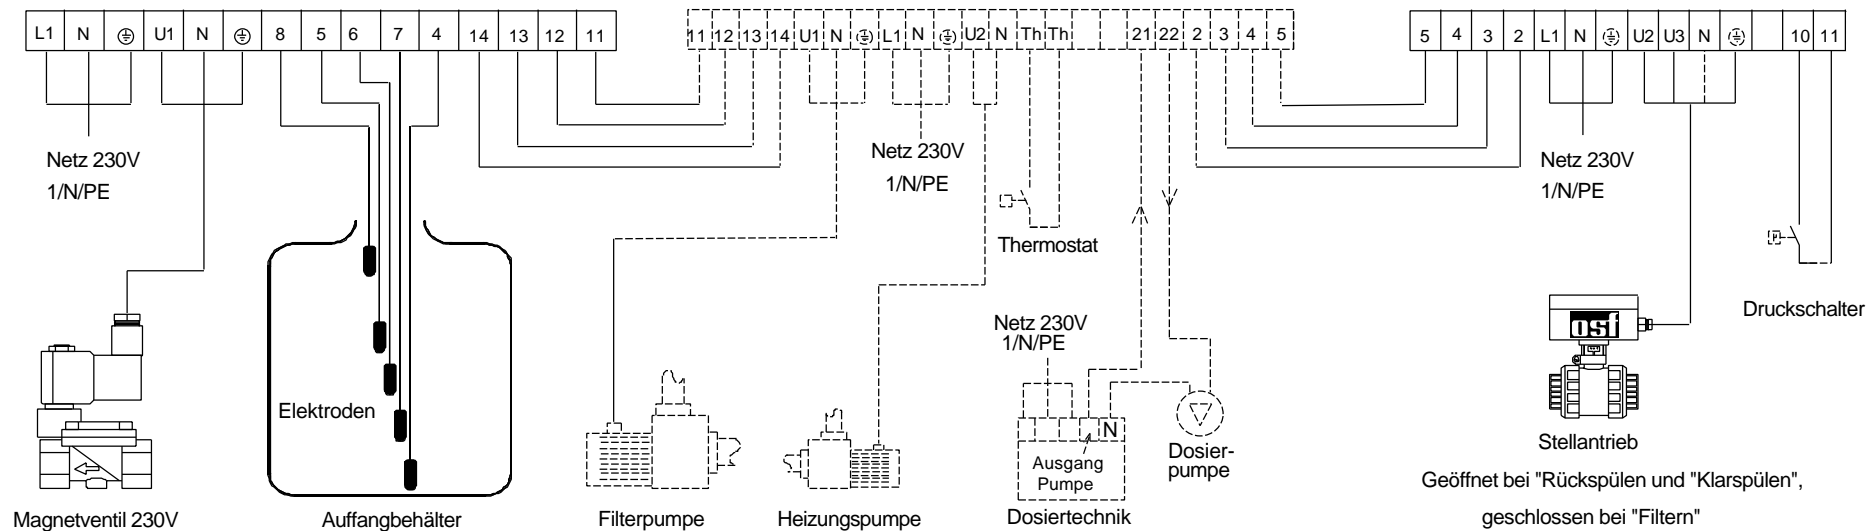 L1 N U1 N 8 5 6 7 4 14 13 12 11
11 12 13 14 U1 N L1 N U2 N Th Th 21 22 2 3 4 5
5 4 3 2 L1 N U2 U3 N 10 11
Netz 230V
1/N/PE
Netz 230V
1/N/PE
Netz 230V
1/N/PE
Thermostat
P
Druckschalter
Netz 230V
1/N/PE
osf
Elektroden
N
Ausgang
Pumpe
Dosier-
pumpe
Stellantrieb
Geöffnet bei "Rückspülen und "Klarspülen",
geschlossen bei "Filtern"
Magnetventil 230V
Auffangbehälter
Filterpumpe
Heizungspumpe
Dosiertechnik